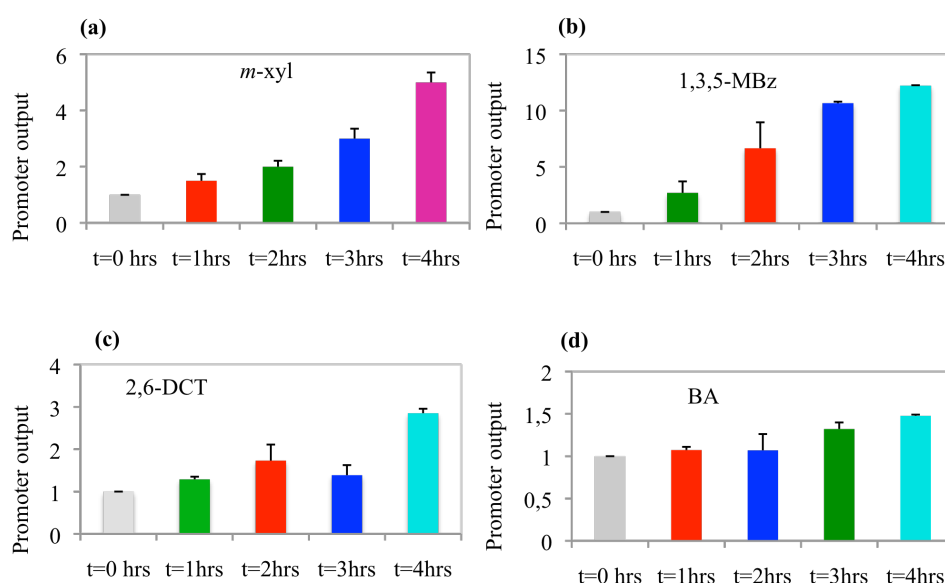 (a)
m-xyl
Promoter output
6
4
2
0
t=0 hrs t=1hrs t=2hrs t=3hrs t=4hrs
(b)
1,3,5-MBz
Promoter output
15
10
5
0
t=0 hrs t=1hrs t=2hrs t=3hrs t=4hrs
(c)
2,6-DCT
Promoter output
4
3
2
1
0
t=0 hrs t=1hrs t=2hrs t=3hrs t=4hrs
(d)
BA
Promoter output
2
1,5
1
0,5
0
t=0 hrs t=1hrs t=2hrs t=3hrs t=4hrs